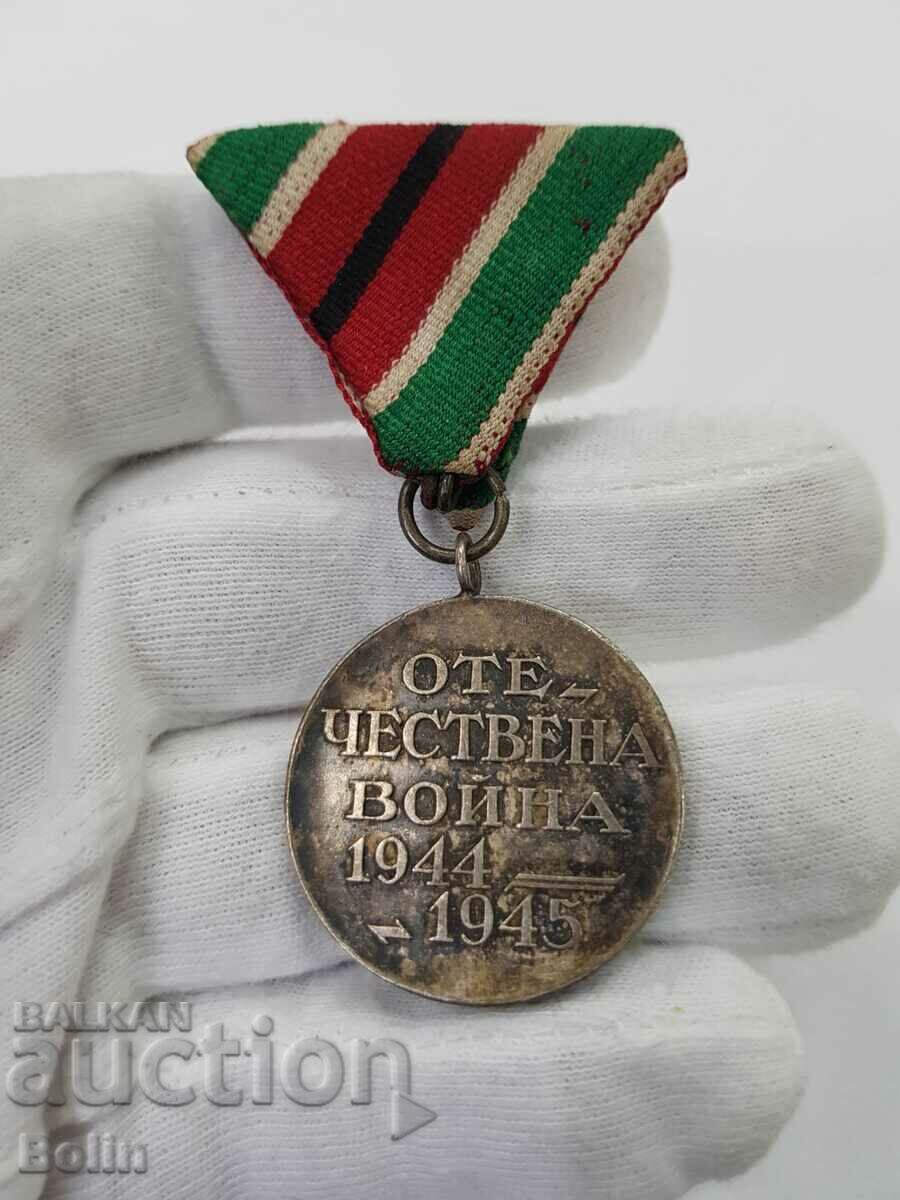 ОТЕ-
ЧЕСТВЕНА
ВОЙНА
1944
1945
BALKAN
auction
Bolin